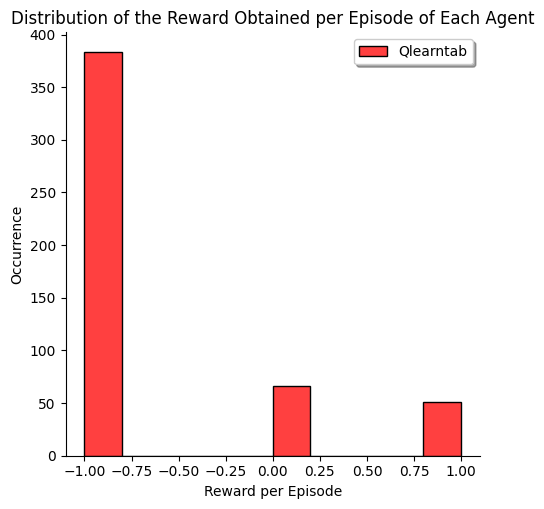 Distribution of the Reward Obtained per Episode of Each Agent
Qlearntab
Occurrence
400
350
300
250
200
150
100
50
0
−1.00 −0.75 −0.50 −0.25 0.00 0.25 0.50 0.75 1.00
Reward per Episode